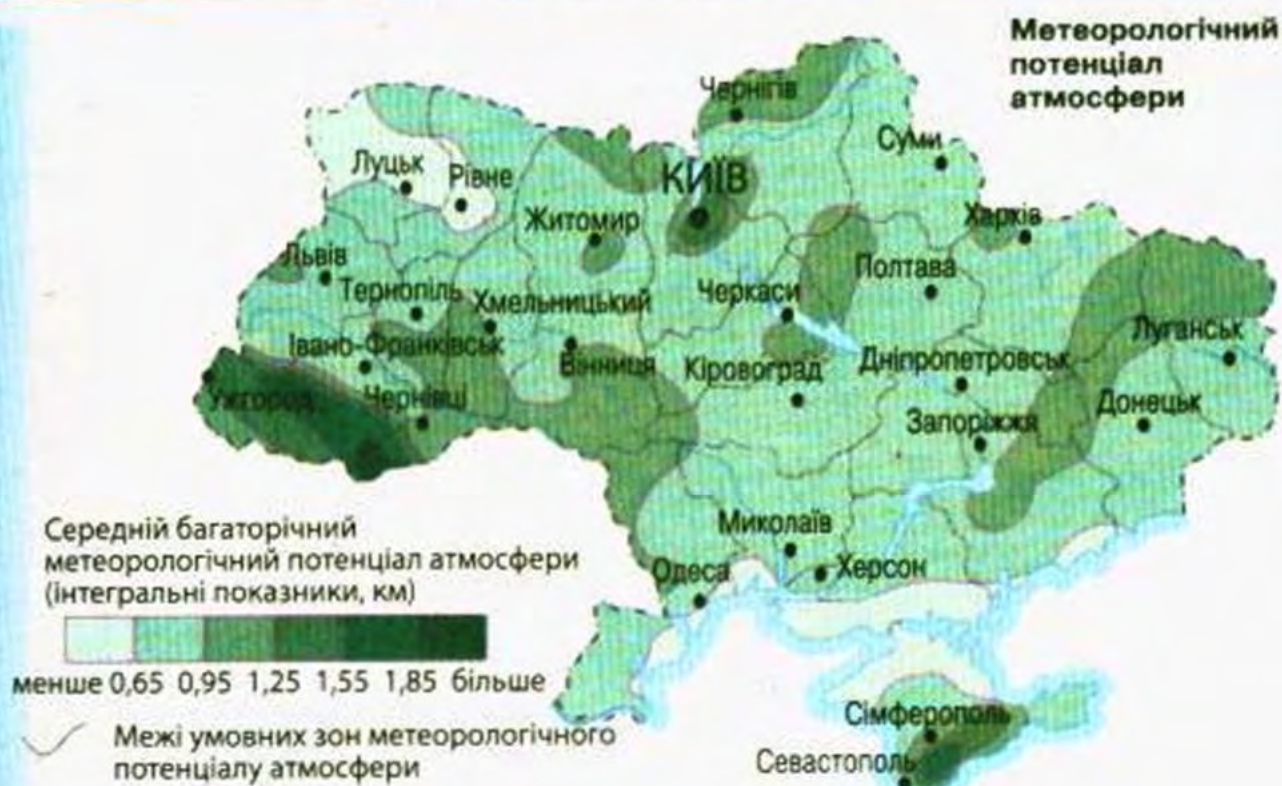 Метеорологічний
потенціал
атмосфери
Чернігів
Суми
Луцьк
Рівне
КИЇВ
Житомир
Харків
Львів
Тернопіль
Хмельницький
Черкаси
Полтава
Івано-Франківськ
Вінниця
Кіровоград
Дніпропетровськ
Луганськ
Ужгород
Чернівці
Запоріжжя
Донецьк
Миколаїв
Одеса
Херсон
Сімферополь
Севастополь
Середній багаторічний
метеорологічний потенціал атмосфери
(інтегральні показники, км)
менше 0,65 0,95 1,25 1,55 1,85 більше
Межі умовних зон метеорологічного
потенціалу атмосфери